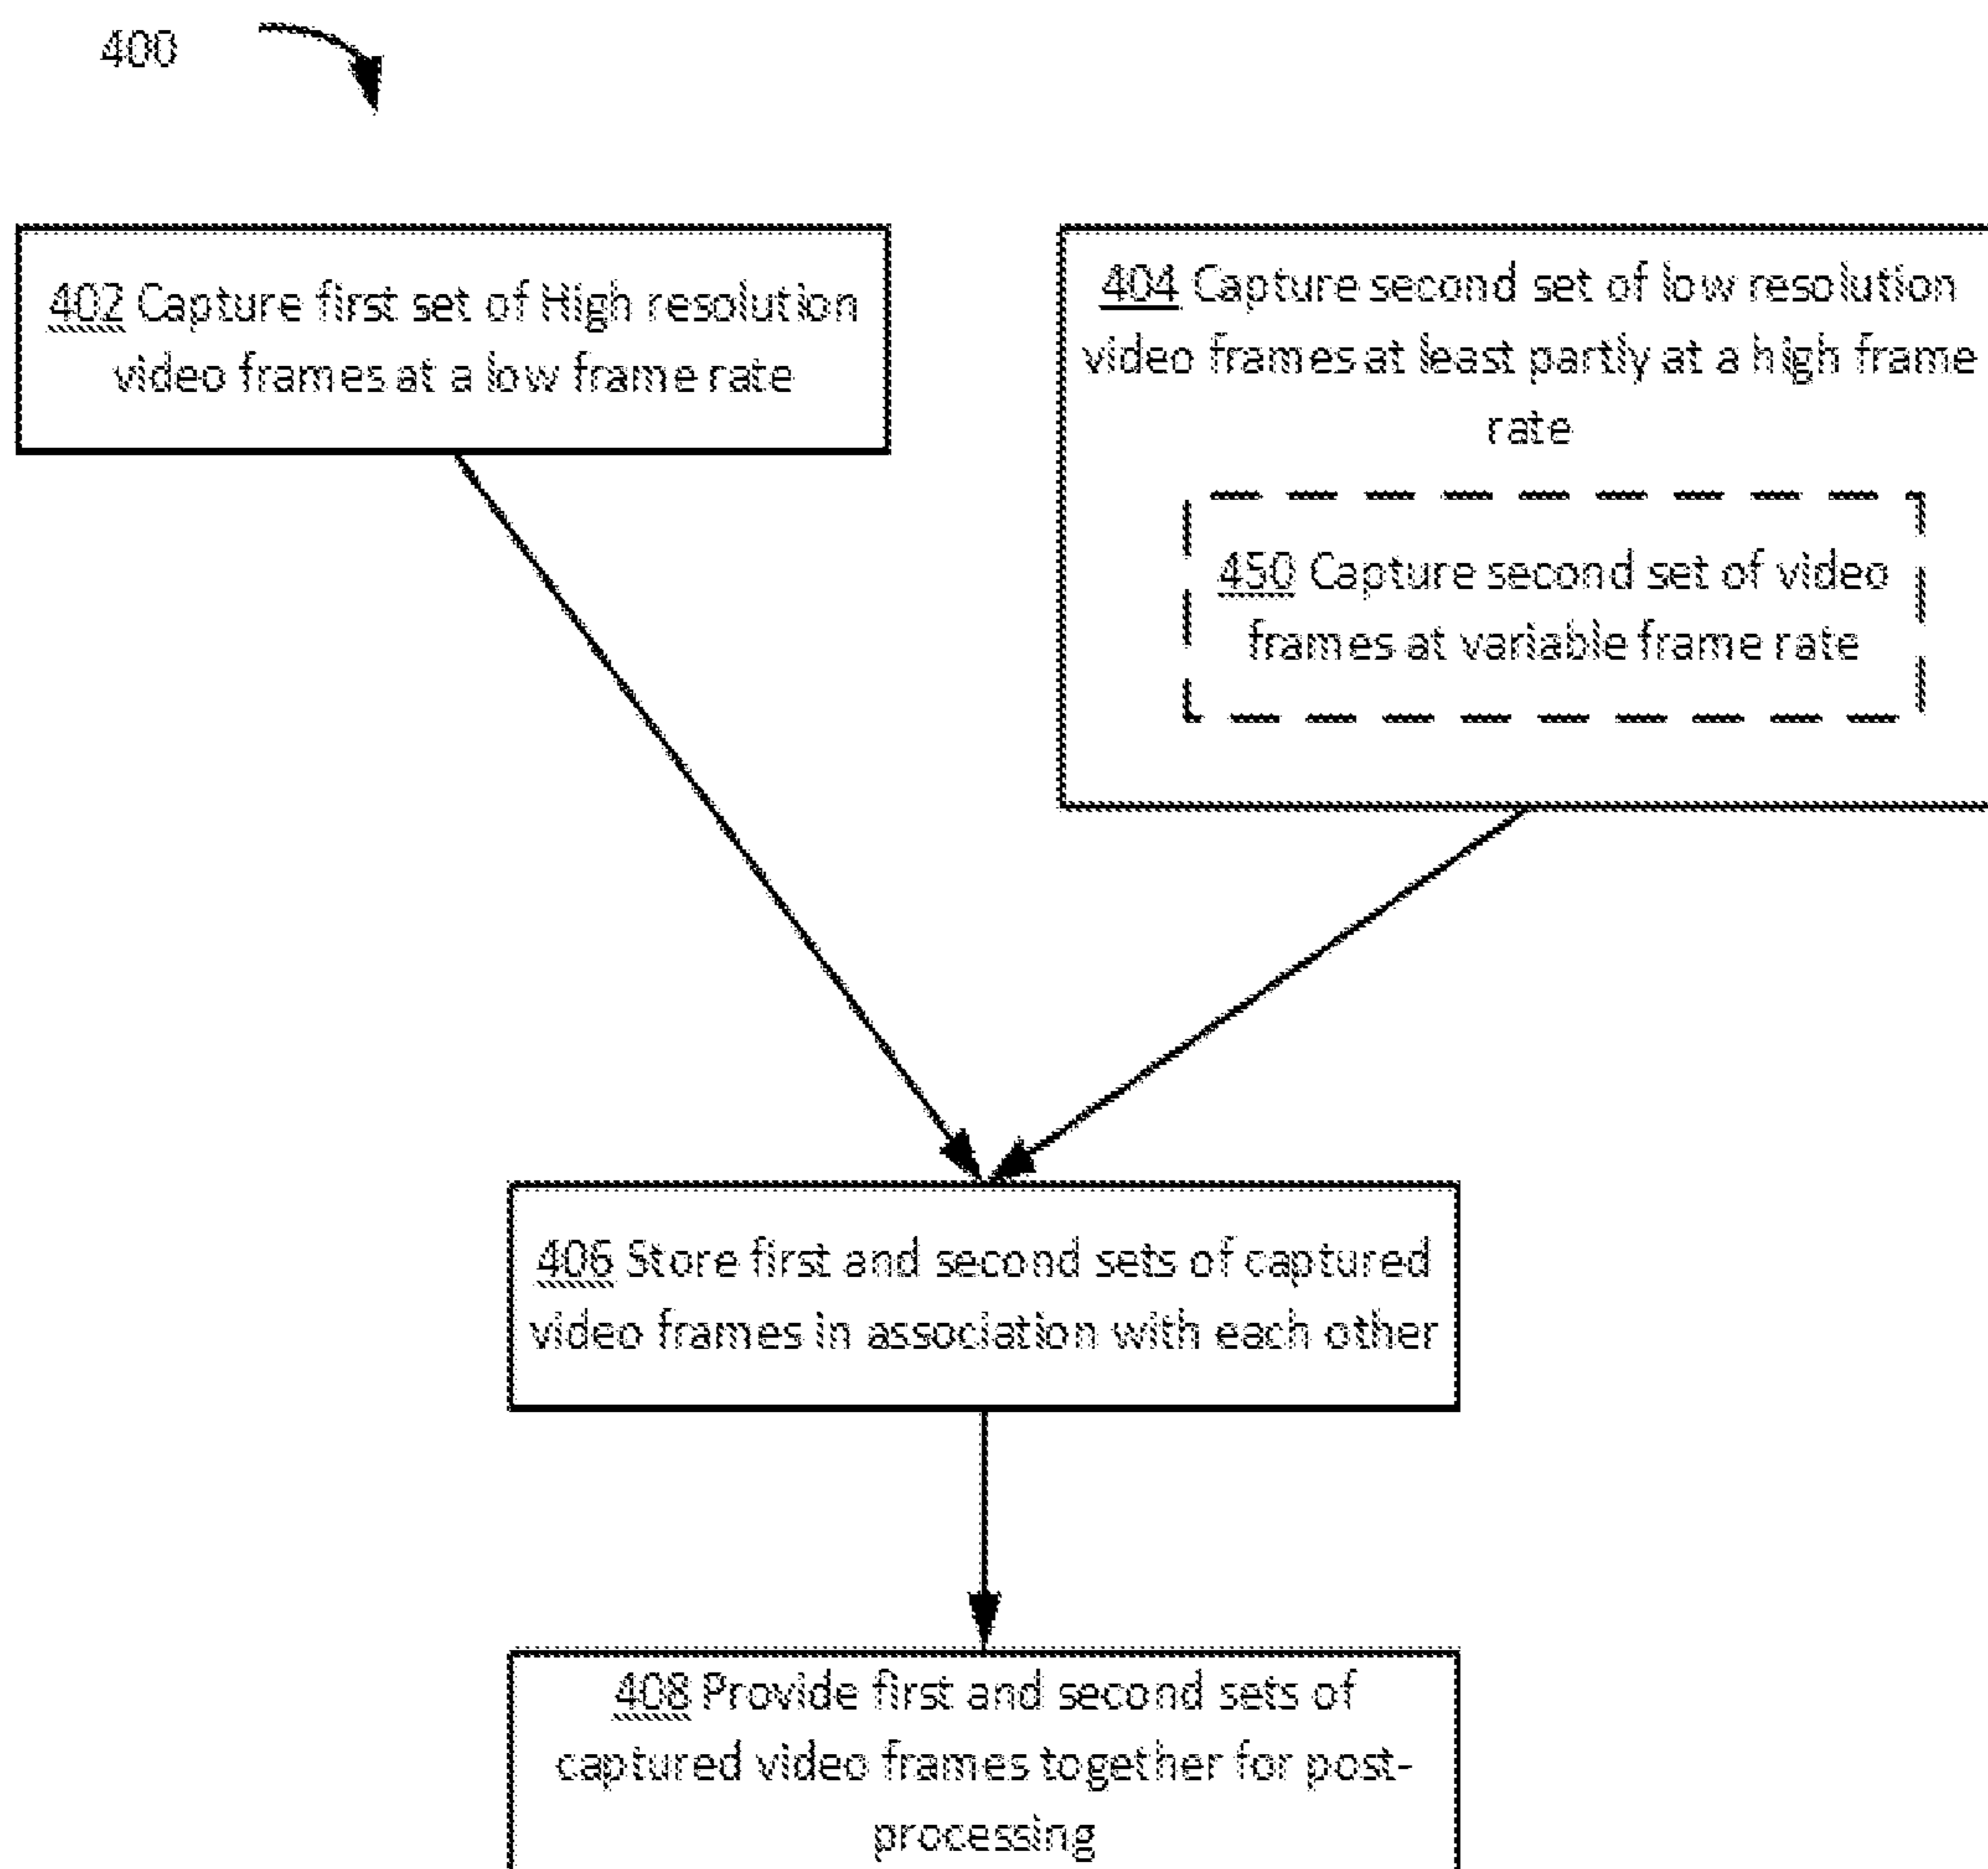 400
402 Capture first set of High resolution
video frames at a low frame rate
404 Capture second set of low resolution
video frames at least partly at a high frame
rate
450 Capture second set of video
frames at variable frame rate
406 Store first and second sets of captured
video frames in association with each other
408 Provide first and second sets of
captured video frames together for post-
processing